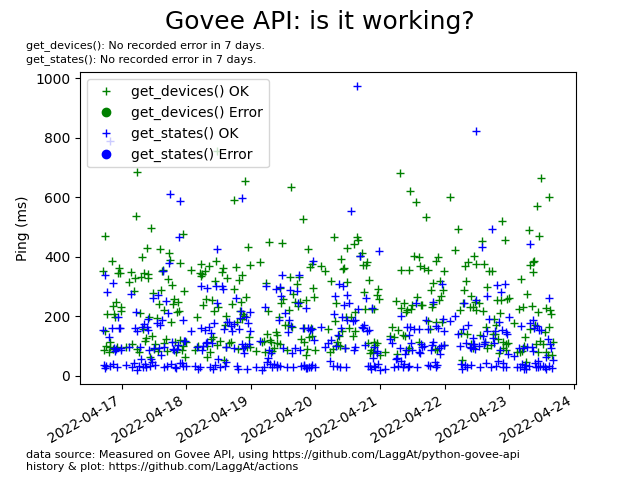 Govee API: is it working?
get_devices(): No recorded error in 7 days.
get_states(): No recorded error in 7 days.
1000
800
600
400
200
0
Ping (ms)
get_devices() OK
get_devices() Error
get_states() OK
get_states() Error
2022-04-17
2022-04-18
2022-04-19
2022-04-20
2022-04-21
2022-04-22
2022-04-23
2022-04-24
data source: Measured on Govee API, using https://github.com/LaggAt/python-govee-api
history & plot: https://github.com/LaggAt/actions